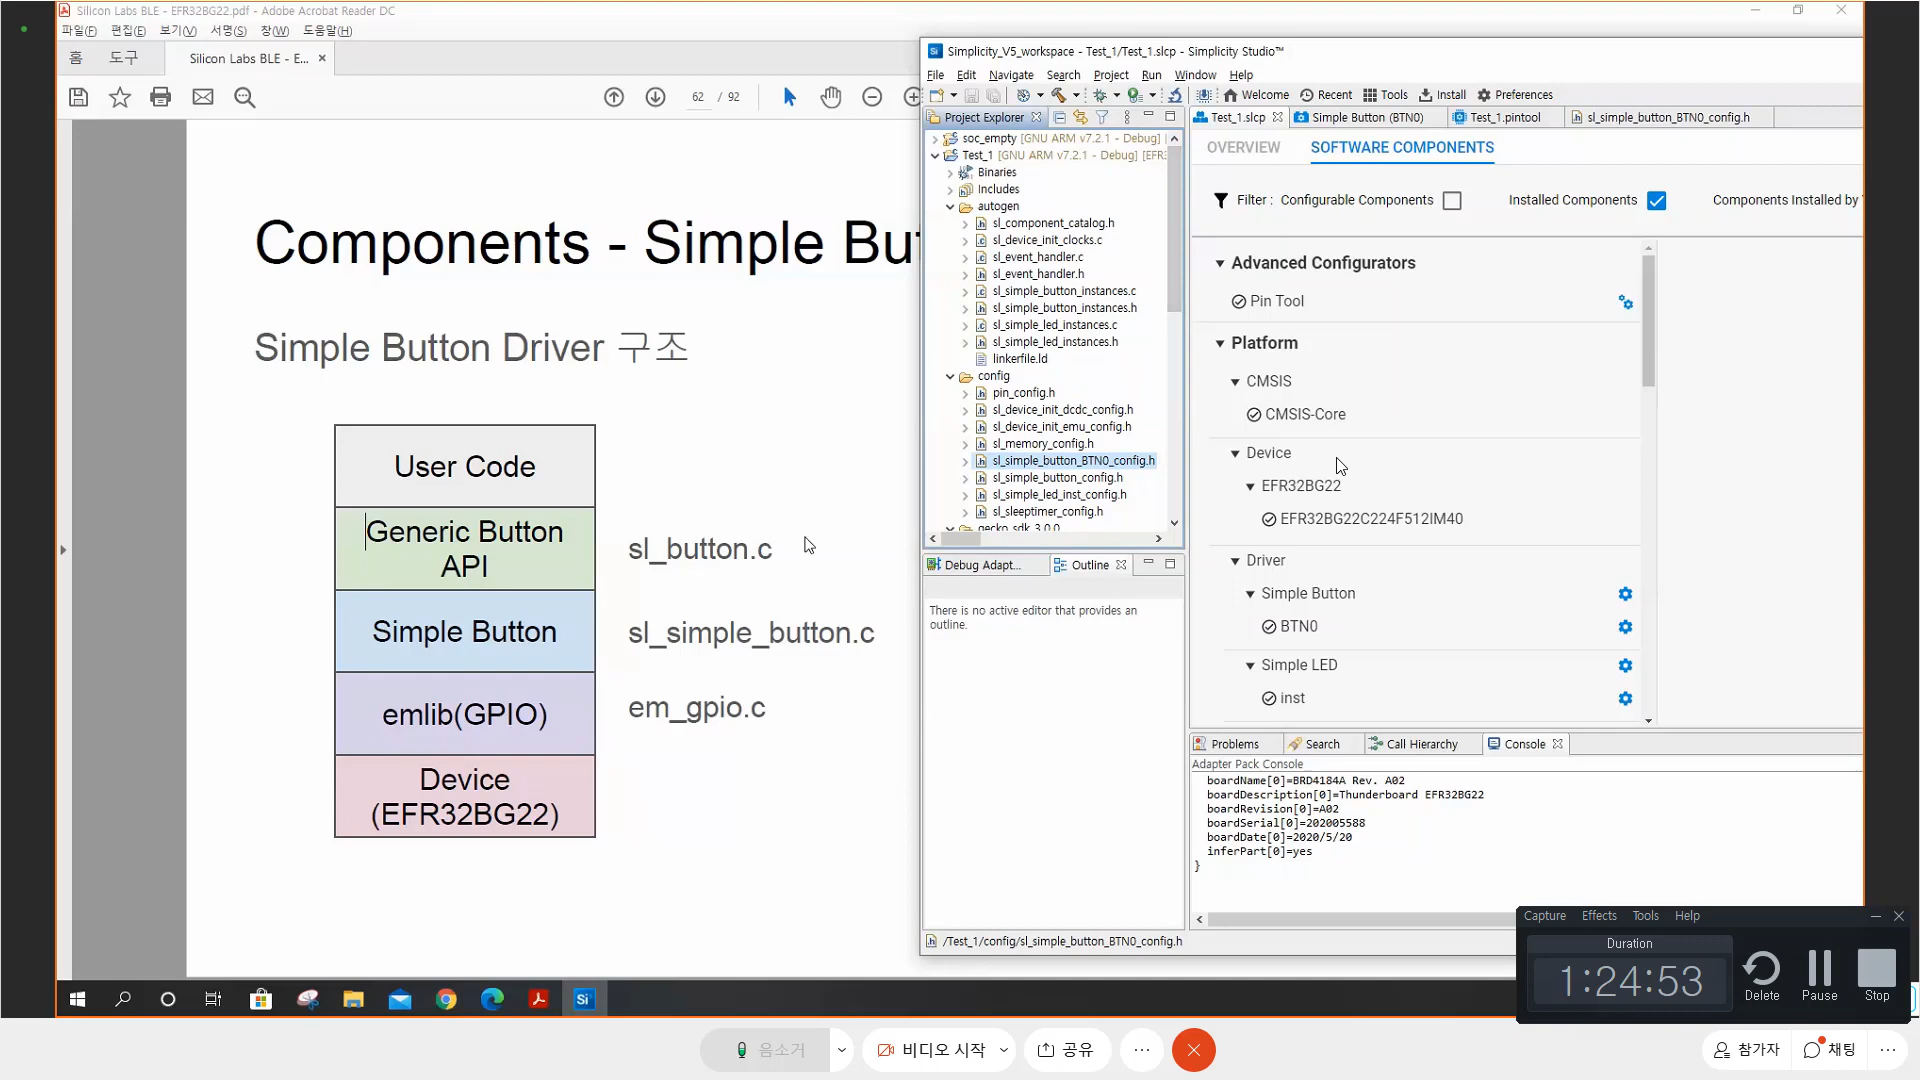 Silicon Labs BLE - EFR32BG22.pdf - Adobe Acrobat Reader DC
파일(F) 편집(E) 보기(V) 서명(S) 창(W) 도움말(H)
홈 도구 Silicon Labs BLE - E...
62 / 92
Components - Simple But
Simple Button Driver 구조
User Code
Generic Button
API
sl_button.c
Simple Button
sl_simple_button.c
emlib(GPIO)
em_gpio.c
Device
(EFR32BG22)
Simplicity_V5_workspace - Test_1/Test_1.slcp - Simplicity Studio™
File Edit Navigate Search Project Run Window Help
Welcome Recent Tools Install Preferences
Project Explorer
soc_empty [GNU ARM v7.2.1 - Debug]
Test_1 [GNU ARM v7.2.1 - Debug] [EFR3
Binaries
Includes
autogen
sl_component_catalog.h
sl_device_init_clocks.c
sl_event_handler.c
sl_event_handler.h
sl_simple_button_instances.c
sl_simple_button_instances.h
sl_simple_led_instances.c
sl_simple_led_instances.h
linkerfile.ld
config
pin_config.h
sl_device_init_dcdc_config.h
sl_device_init_emu_config.h
sl_memory_config.h
sl_simple_button_BTN0_config.h
sl_simple_button_config.h
sl_simple_led_inst_config.h
sl_sleeptimer_config.h
gecko_sdk_3.0.0
Debug Adapt... Outline
There is no active editor that provides an
outline.
Test_1.slcp Simple Button (BTN0) Test_1.pintool sl_simple_button_BTN0_config.h
OVERVIEW SOFTWARE COMPONENTS
Filter : Configurable Components Installed Components Components Installed by
Advanced Configurators
Pin Tool
Platform
CMSIS
CMSIS-Core
Device
EFR32BG22
EFR32BG22C224F512IM40
Driver
Simple Button
BTN0
Simple LED
inst
Problems Search Call Hierarchy Console
Adapter Pack Console
boardName[0]=BRD4184A Rev. A02
boardDescription[0]=Thunderboard EFR32BG22
boardRevision[0]=A02
boardSerial[0]=202005588
boardDate[0]=2020/5/20
inferPart[0]=yes
}
/Test_1/config/sl_simple_button_BTN0_config.h
Capture Effects Tools Help
Duration
1:24:53
Delete Pause Stop
음소거 비디오 시작 공유 참가자 채팅